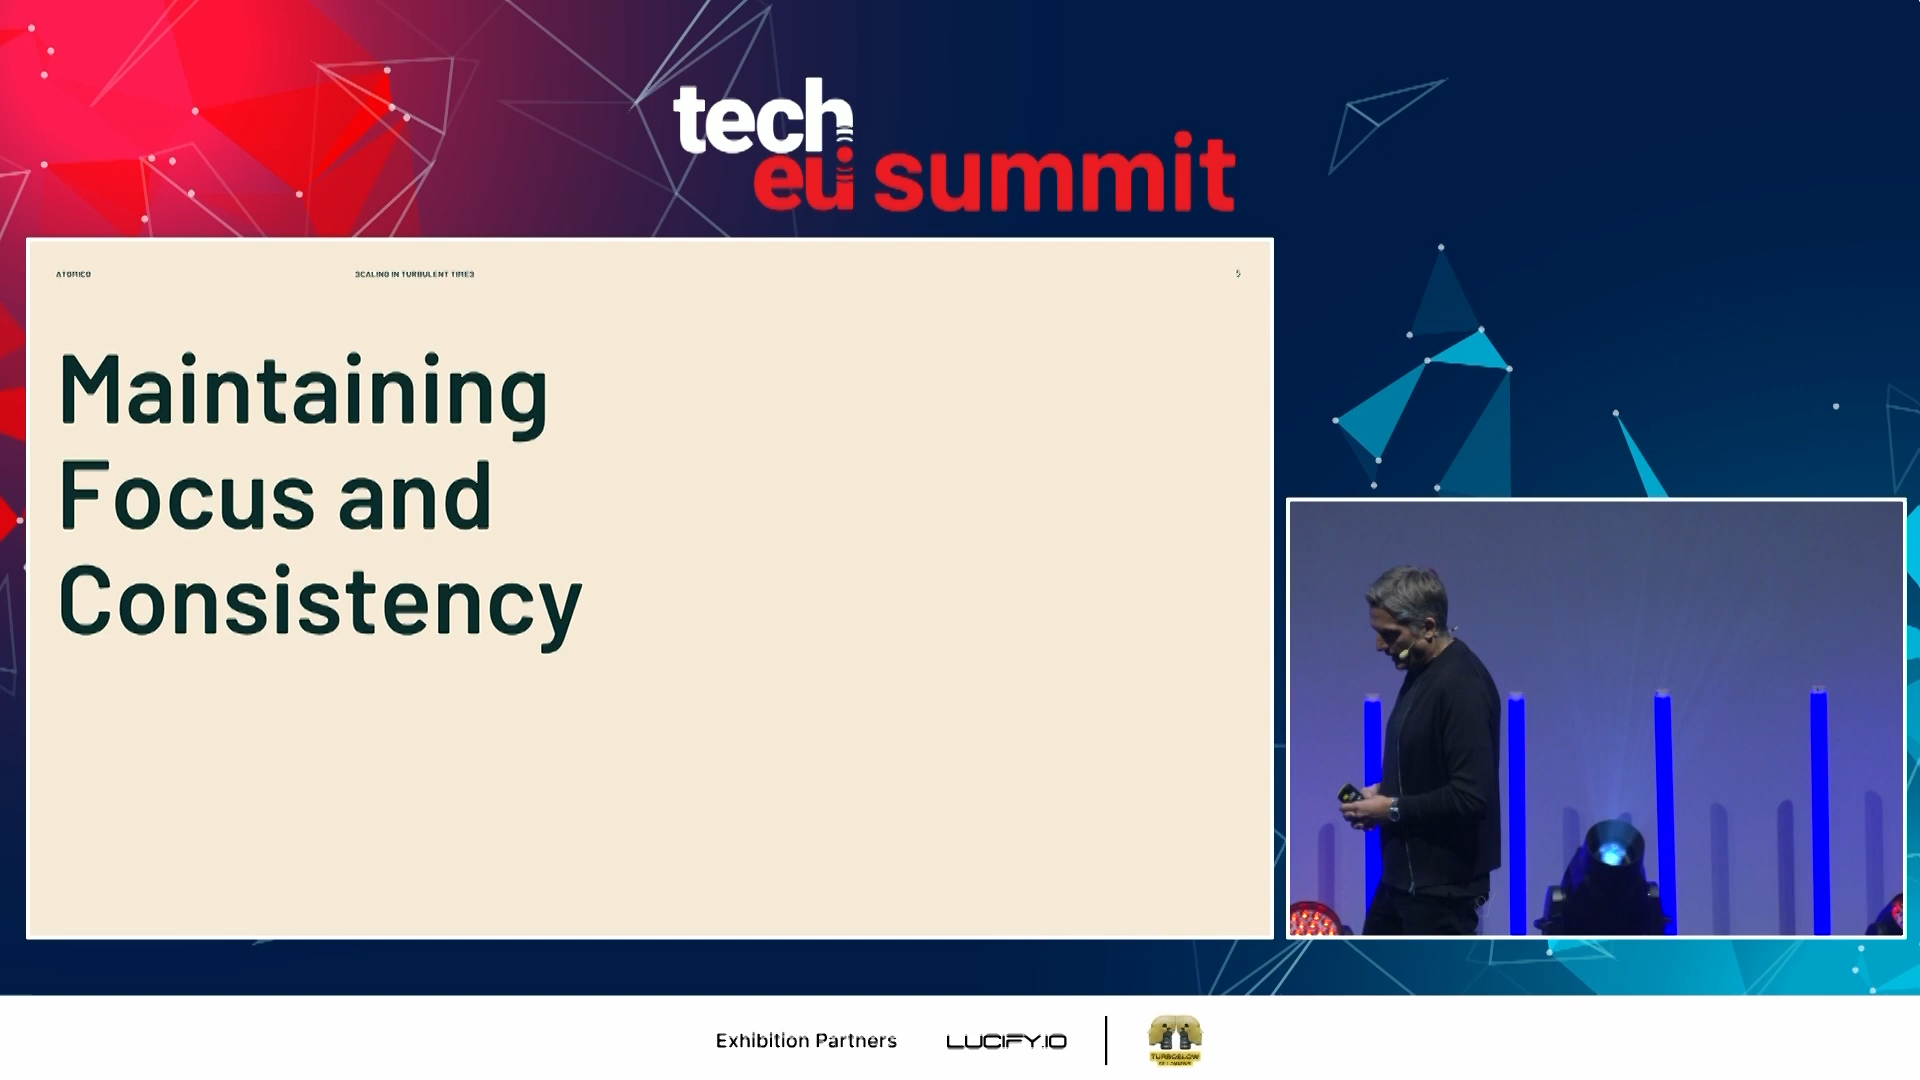 tech
eu summit
ATOMICO
SCALING IN TURBULENT TIMES
5
Maintaining
Focus and
Consistency
Exhibition Partners
LUCIFY.IO